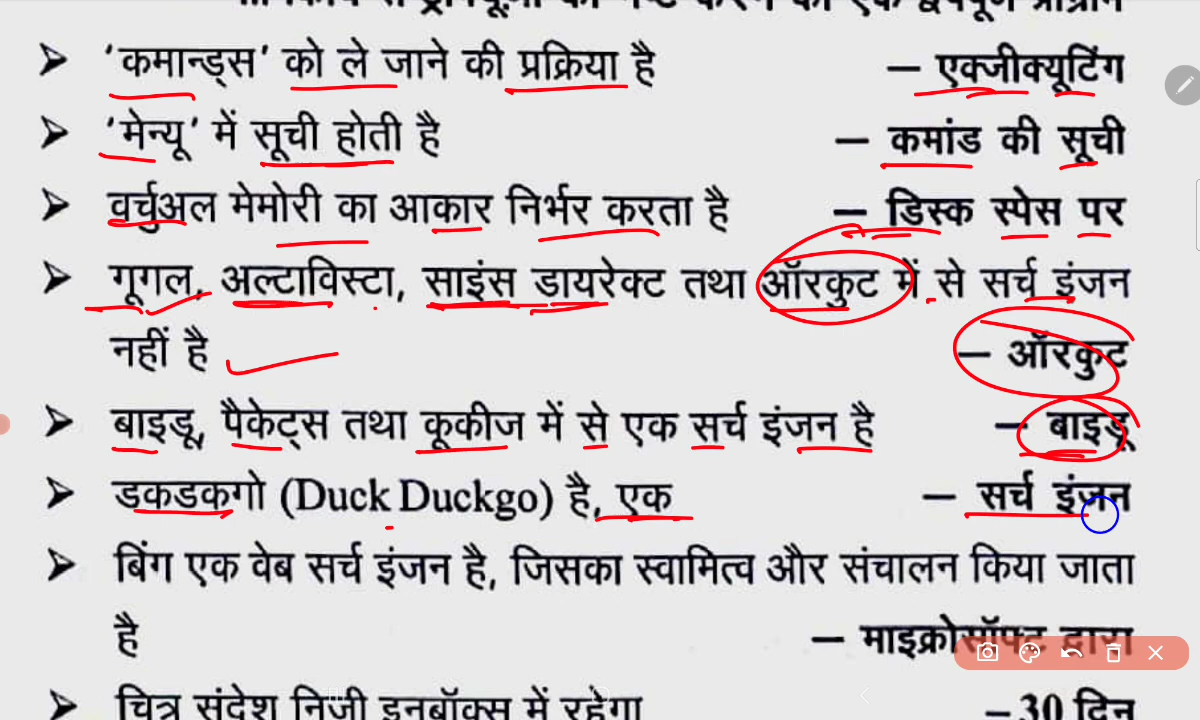 ➤ 'कमान्ड्स' को ले जाने की प्रक्रिया है – एक्जीक्यूटिंग
➤ 'मेन्यू' में सूची होती है – कमांड की सूची
➤ वर्चुअल मेमोरी का आकार निर्भर करता है – डिस्क स्पेस पर
➤ गूगल, अल्टाविस्टा, साइंस डायरेक्ट तथा ऑरकुट में से सर्च इंजन
नहीं है – ऑरकुट
➤ बाइडू, पैकेट्स तथा कूकीज में से एक सर्च इंजन है – बाइडू
➤ डकडकगो (Duck Duckgo) है, एक – सर्च इंजन
➤ बिंग एक वेब सर्च इंजन है, जिसका स्वामित्व और संचालन किया जाता
है – माइक्रोसॉफ्ट द्वारा
➤ चित्र संदेश निजी इनबॉक्स में रहेगा – 30 दिन